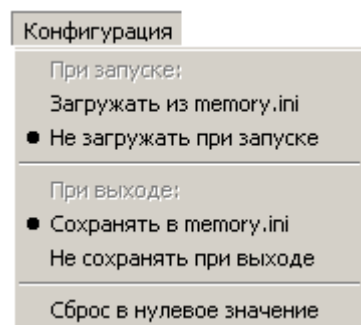 Конфигурация
При запуске:
Загружать из memory.ini
Не загружать при запуске
При выходе:
Сохранять в memory.ini
Не сохранять при выходе
Сброс в нулевое значение